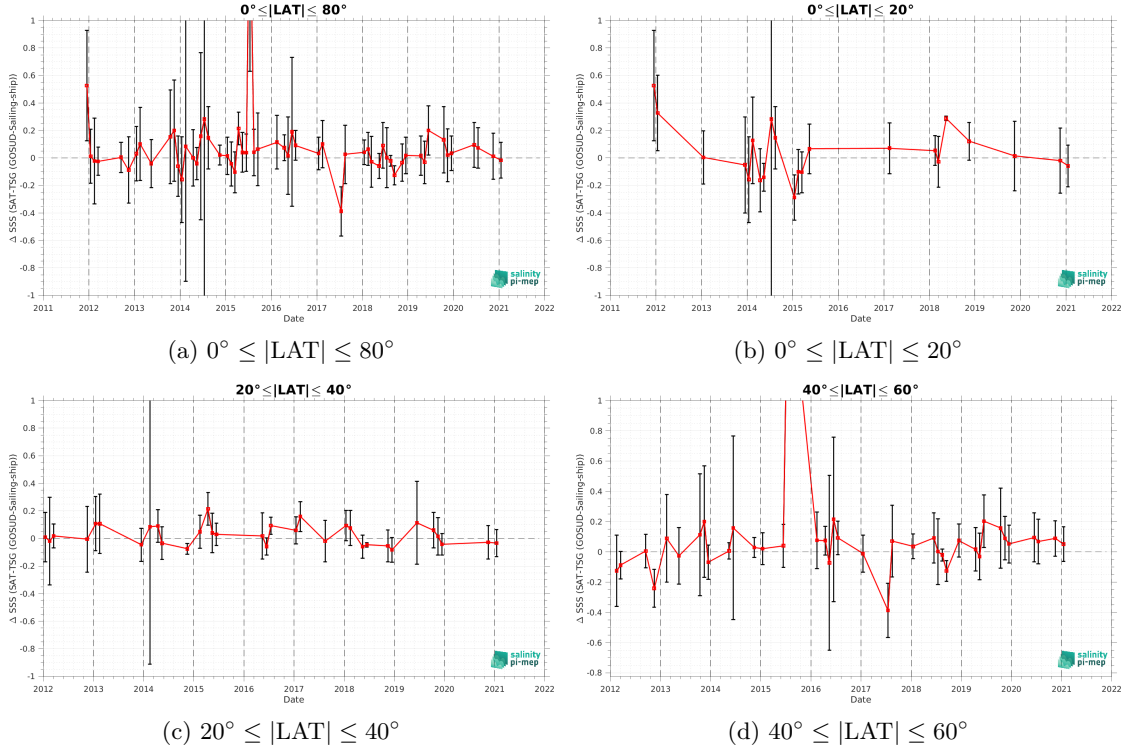 0°≤|LAT|≤ 80°
Δ SSS (SAT-TSG (GOSUD-Sailing-ship))
1
0.8
0.6
0.4
0.2
0
-0.2
-0.4
-0.6
-0.8
-1
2011 2012 2013 2014 2015 2016 2017 2018 2019 2020 2021 2022
Date
salinity
pi-mep
(a) 0° ≤ |LAT| ≤ 80°
0°≤|LAT|≤ 20°
Δ SSS (SAT-TSG (GOSUD-Sailing-ship))
1
0.8
0.6
0.4
0.2
0
-0.2
-0.4
-0.6
-0.8
-1
2011 2012 2013 2014 2015 2016 2017 2018 2019 2020 2021 2022
Date
salinity
pi-mep
(b) 0° ≤ |LAT| ≤ 20°
20°≤|LAT|≤ 40°
Δ SSS (SAT-TSG (GOSUD-Sailing-ship))
1
0.8
0.6
0.4
0.2
0
-0.2
-0.4
-0.6
-0.8
-1
2012 2013 2014 2015 2016 2017 2018 2019 2020 2021 2022
Date
salinity
pi-mep
(c) 20° ≤ |LAT| ≤ 40°
40°≤|LAT|≤ 60°
Δ SSS (SAT-TSG (GOSUD-Sailing-ship))
1
0.8
0.6
0.4
0.2
0
-0.2
-0.4
-0.6
-0.8
2012 2013 2014 2015 2016 2017 2018 2019 2020 2021 2022
Date
salinity
pi-mep
(d) 40° ≤ |LAT| ≤ 60°